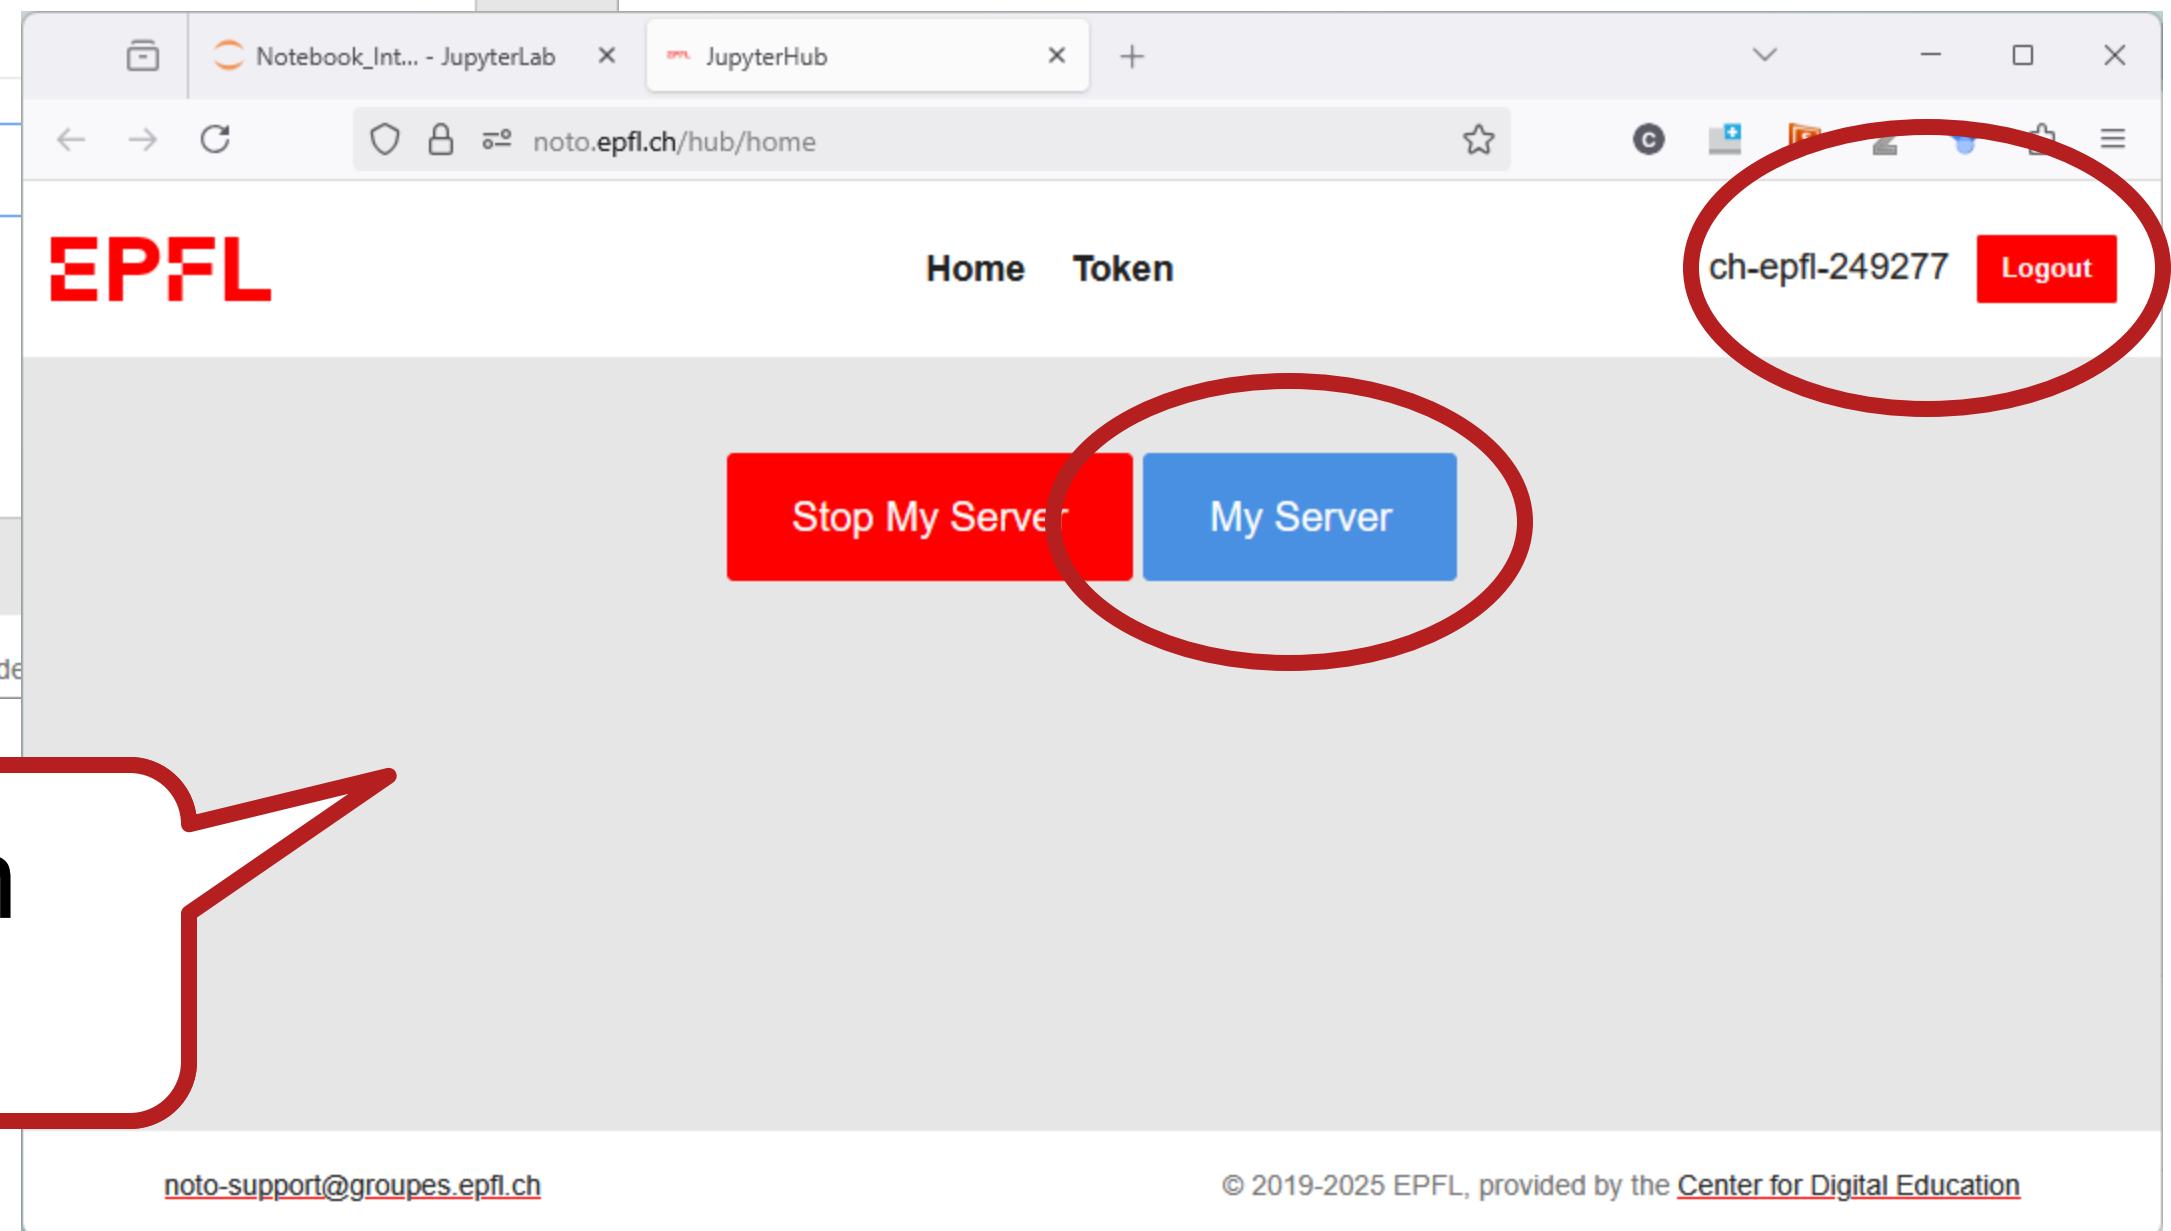 Notebook_Int... - JupyterLab
JupyterHub
noto.epfl.ch/hub/home
EPFL
Home Token
ch-epfl-249277 Logout
Stop My Server My Server
noto-support@groupes.epfl.ch
© 2019-2025 EPFL, provided by the Center for Digital Education